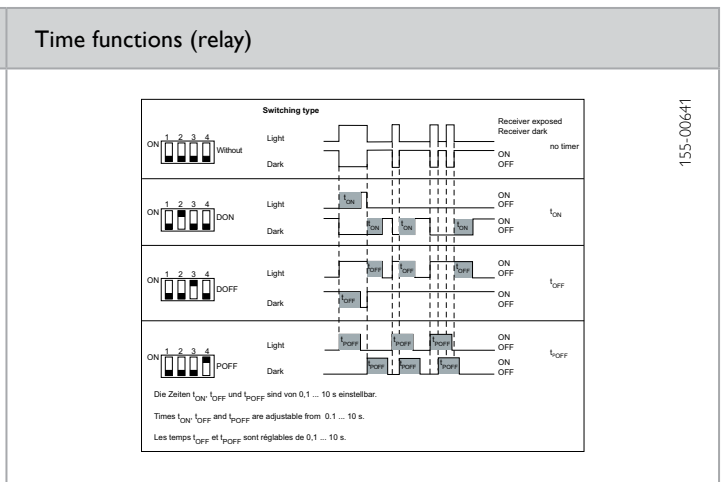 Time functions (relay)
155-00641
Switching type
Receiver exposed
Receiver dark
no timer
ON 1 2 3 4 Without
Light
Dark
ON
OFF
ON 1 2 3 4 DON
Light
Dark
tON
tON tON tON
ON
OFF
ON
OFF
tON
ON 1 2 3 4 DOFF
Light
Dark
tOFF tOFF tOFF
tOFF
ON
OFF
ON
OFF
tOFF
ON 1 2 3 4 POFF
Light
Dark
tPOFF tPOFF tPOFF
tPOFF tPOFF tPOFF
ON
OFF
ON
OFF
tPOFF
Die Zeiten tON, tOFF und tPOFF sind von 0,1 ... 10 s einstellbar.
Times tON, tOFF and tPOFF are adjustable from 0.1 ... 10 s.
Les temps tOFF et tPOFF sont réglables de 0,1 ... 10 s.